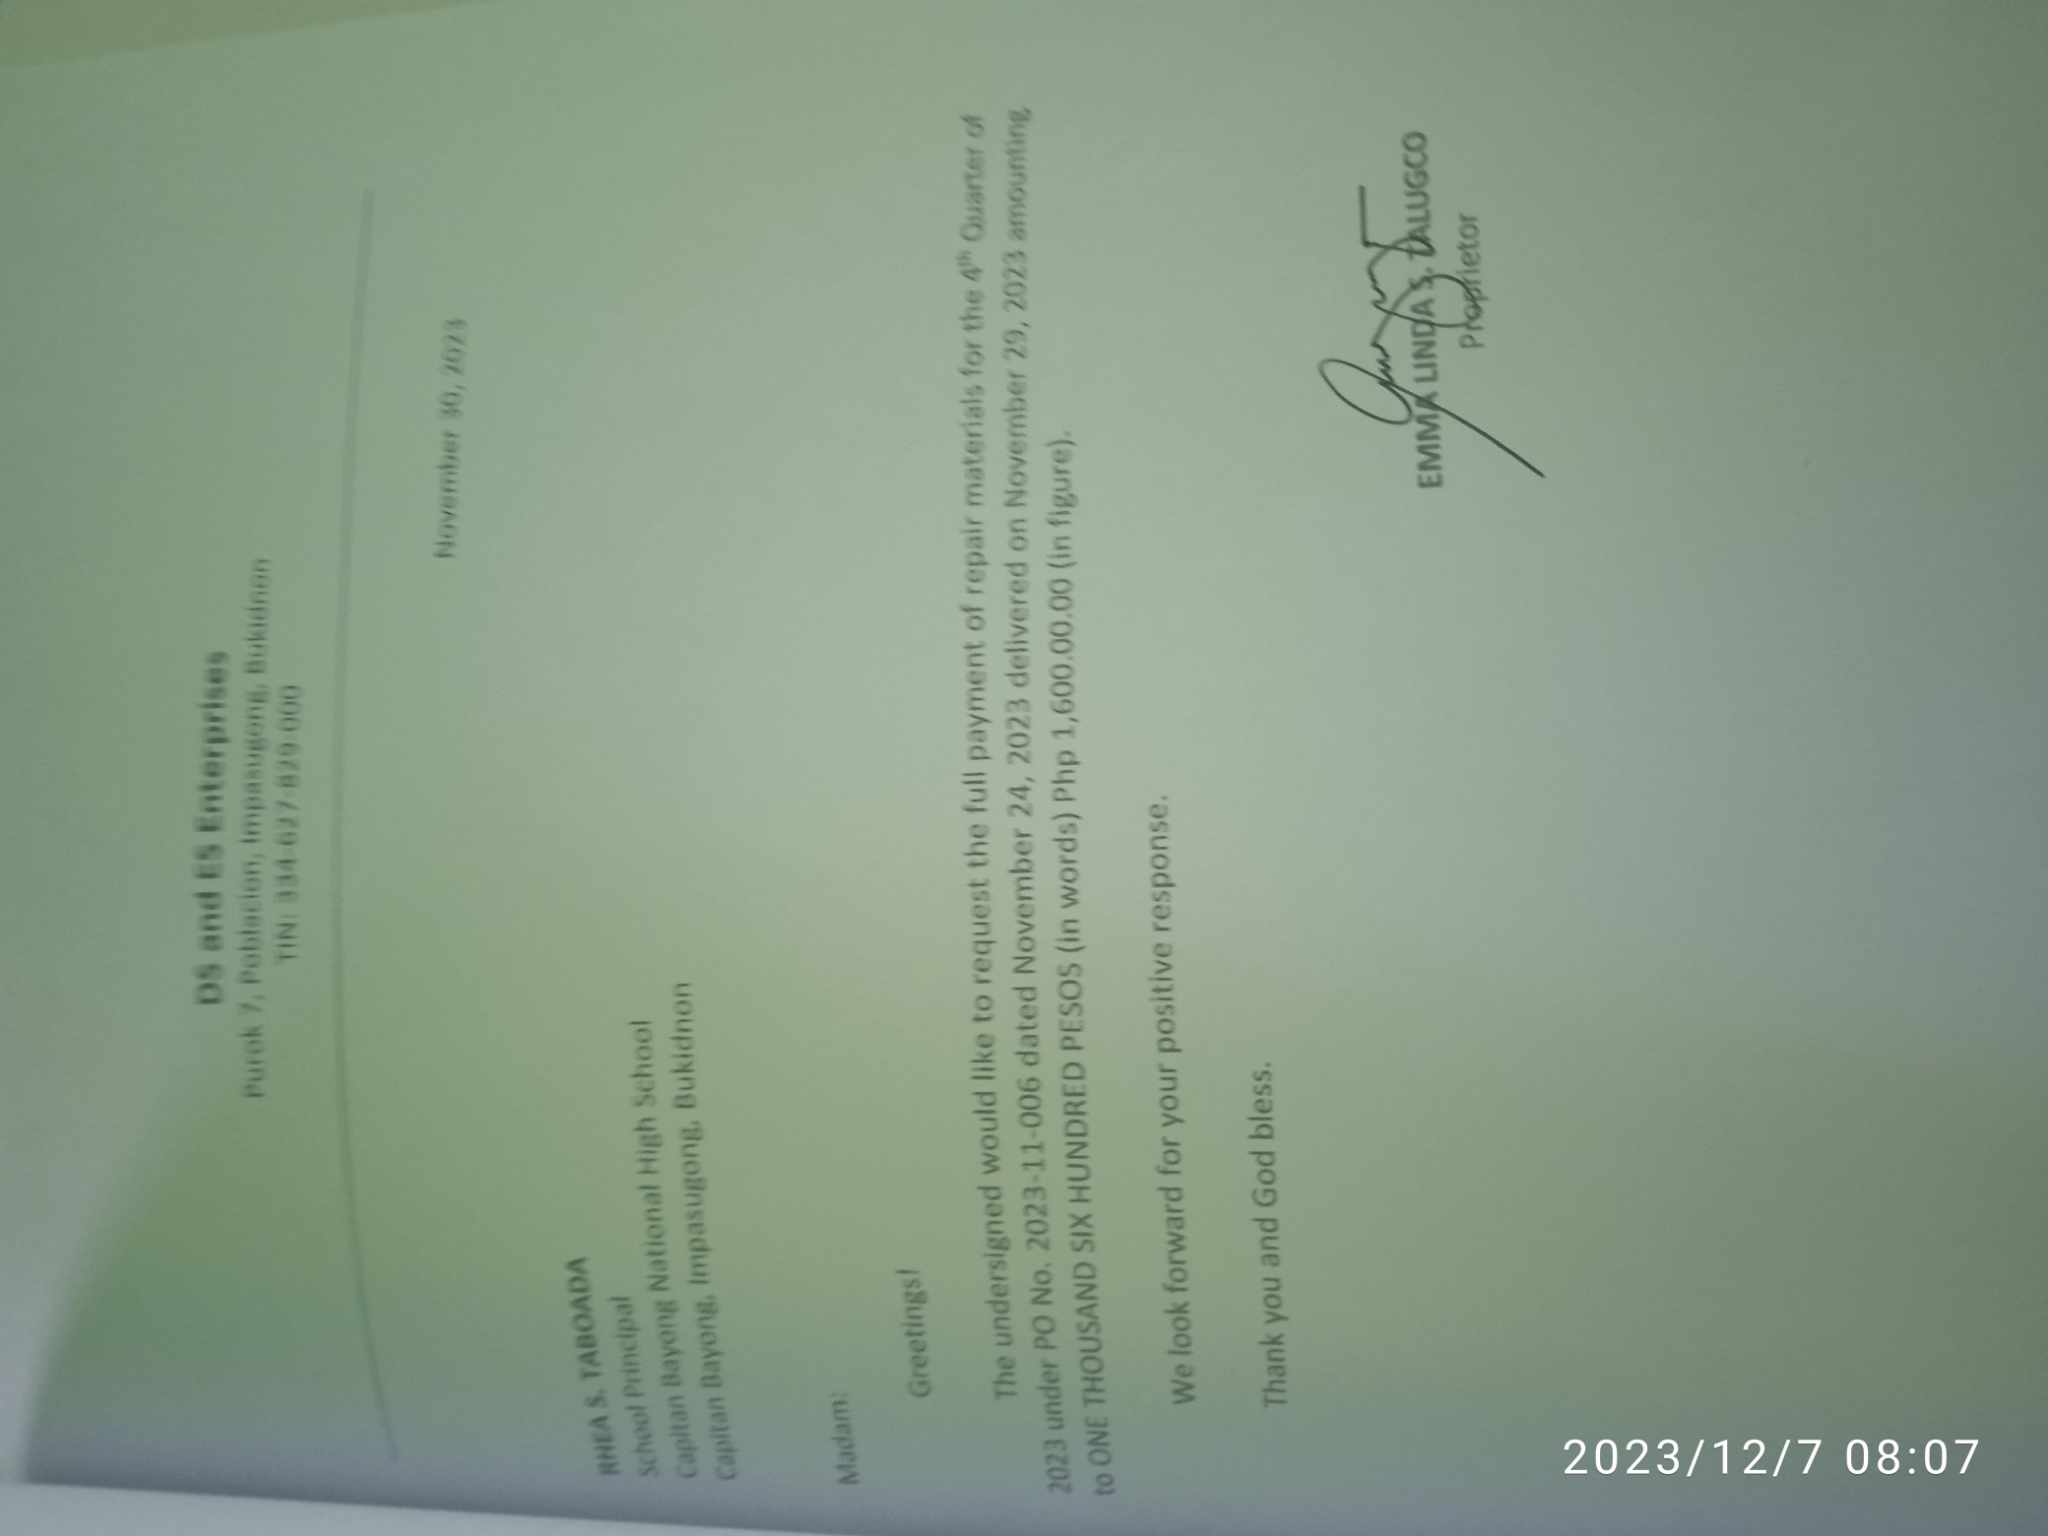 DS and ES Enterprises
Purok 7, Poblacion, Impasugong, Bukidnon
TIN: 334-627-829-000
November 30, 2023
RHEA S. TABOADA
School Principal
Capitan Bayong National High School
Capitan Bayong, Impasugong, Bukidnon
Madam:
Greetings!
The undersigned would like to request the full payment of repair materials for the 4th Quarter of
2023 under PO No. 2023-11-006 dated November 24, 2023 delivered on November 29, 2023 amounting
to ONE THOUSAND SIX HUNDRED PESOS (in words) Php 1,600.00.00 (in figure).
We look forward for your positive response.
Thank you and God bless.
EMMA LINDA S. DALUGCO
Proprietor
2023/12/7 08:07